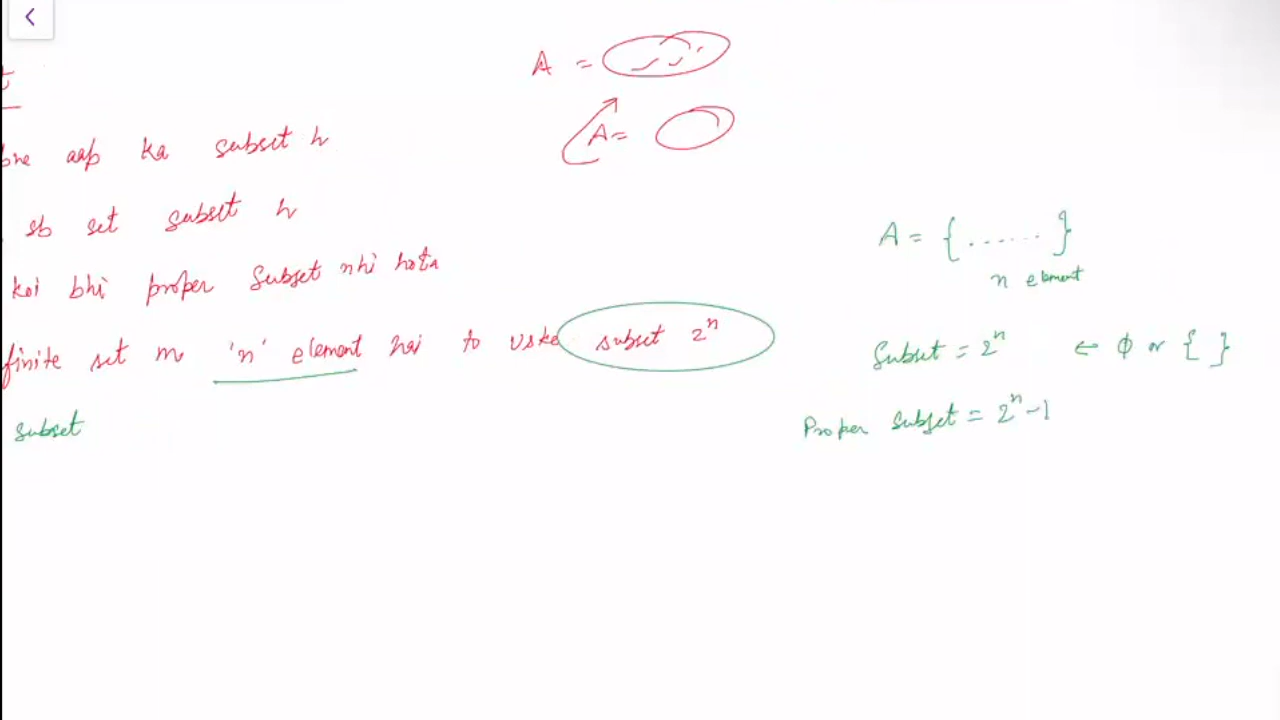 A =
A =
aap ka subset h
sb set subset h
koi bhi proper Subset nhi hota
finite set m 'n' element hai to uske subset 2ⁿ
subset
A = { ...... }
n element
Subset = 2ⁿ ← ϕ or { }
Proper Subset = 2ⁿ-1